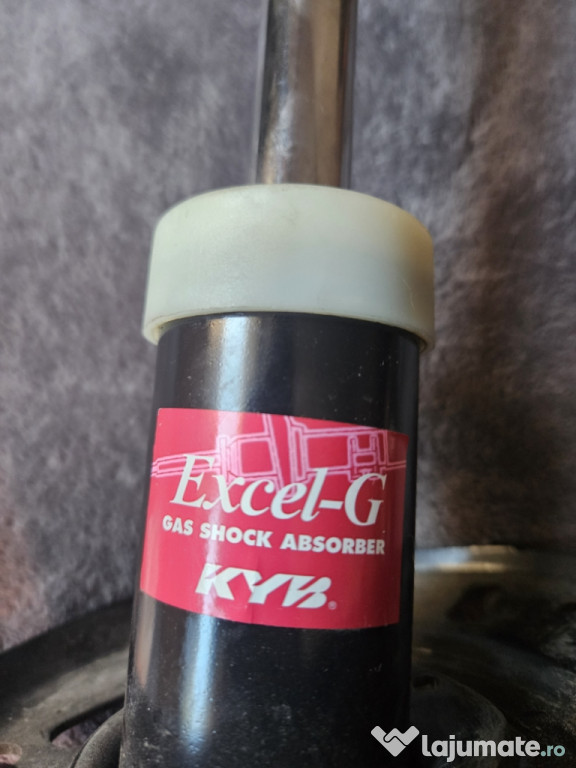 Excel-G
GAS SHOCK ABSORBER
KYB®
lajumate.ro